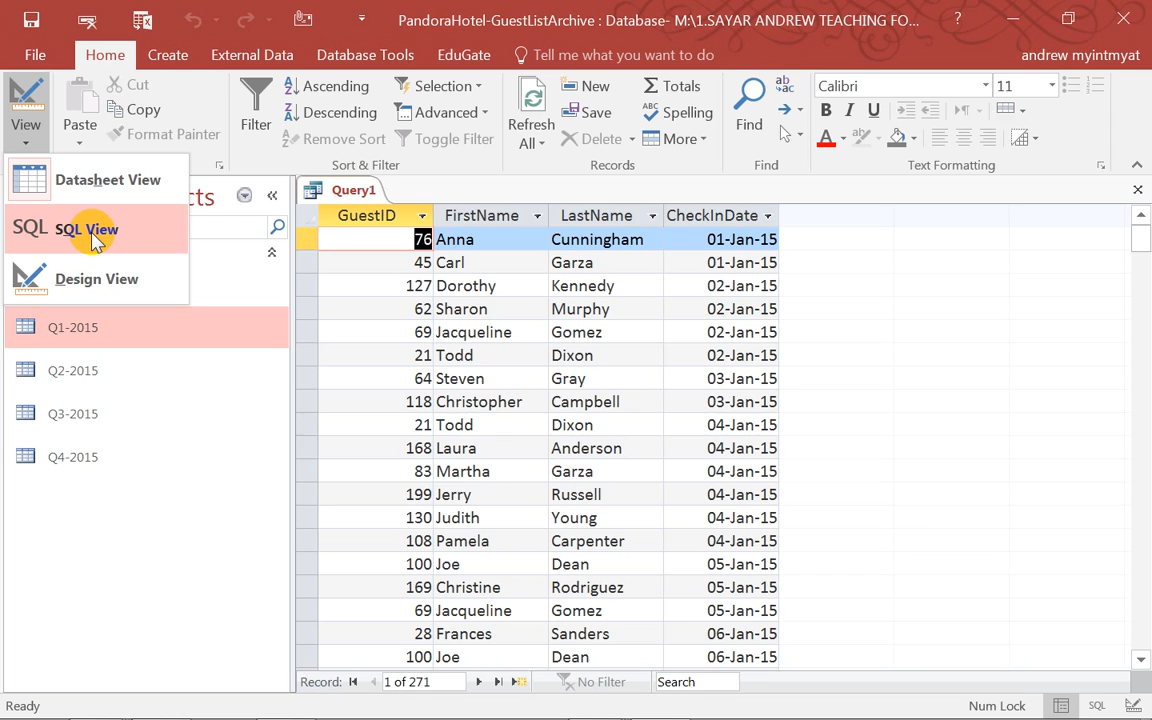 PandoraHotel-GuestListArchive : Database- M:\1.SAYAR ANDREW TEACHING FO... ?
File Home Create External Data Database Tools EduGate Tell me what you want to do andrew myintmyat
View Paste Cut Copy Format Painter
Filter Ascending Descending Remove Sort Selection Advanced Toggle Filter
Sort & Filter
Refresh All New Save Delete Totals Spelling More
Records
Find
Find
Calibri 11
B I U
A
Text Formatting
Datasheet View
SQL SQL View
Design View
cts
Q1-2015
Q2-2015
Q3-2015
Q4-2015
Query1
GuestID FirstName LastName CheckInDate
76 Anna Cunningham 01-Jan-15
45 Carl Garza 01-Jan-15
127 Dorothy Kennedy 02-Jan-15
62 Sharon Murphy 02-Jan-15
69 Jacqueline Gomez 02-Jan-15
21 Todd Dixon 02-Jan-15
64 Steven Gray 03-Jan-15
118 Christopher Campbell 03-Jan-15
21 Todd Dixon 04-Jan-15
168 Laura Anderson 04-Jan-15
83 Martha Garza 04-Jan-15
199 Jerry Russell 04-Jan-15
130 Judith Young 04-Jan-15
108 Pamela Carpenter 04-Jan-15
100 Joe Dean 05-Jan-15
169 Christine Rodriguez 05-Jan-15
69 Jacqueline Gomez 05-Jan-15
28 Frances Sanders 06-Jan-15
100 Joe Dean 06-Jan-15
Record: 1 of 271 No Filter Search
Ready Num Lock SQL